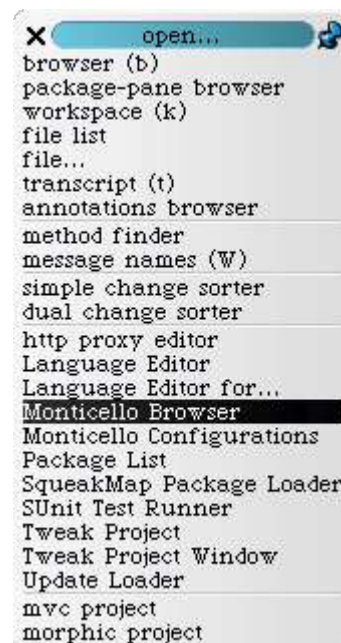 open...
browser (b)
package-pane browser
workspace (k)
file list
file...
transcript (t)
annotations browser
method finder
message names (W)
simple change sorter
dual change sorter
http proxy editor
Language Editor
Language Editor for...
Monticello Browser
Monticello Configurations
Package List
SqueakMap Package Loader
SUnit Test Runner
Tweak Project
Tweak Project Window
Update Loader
mvc project
morphic project